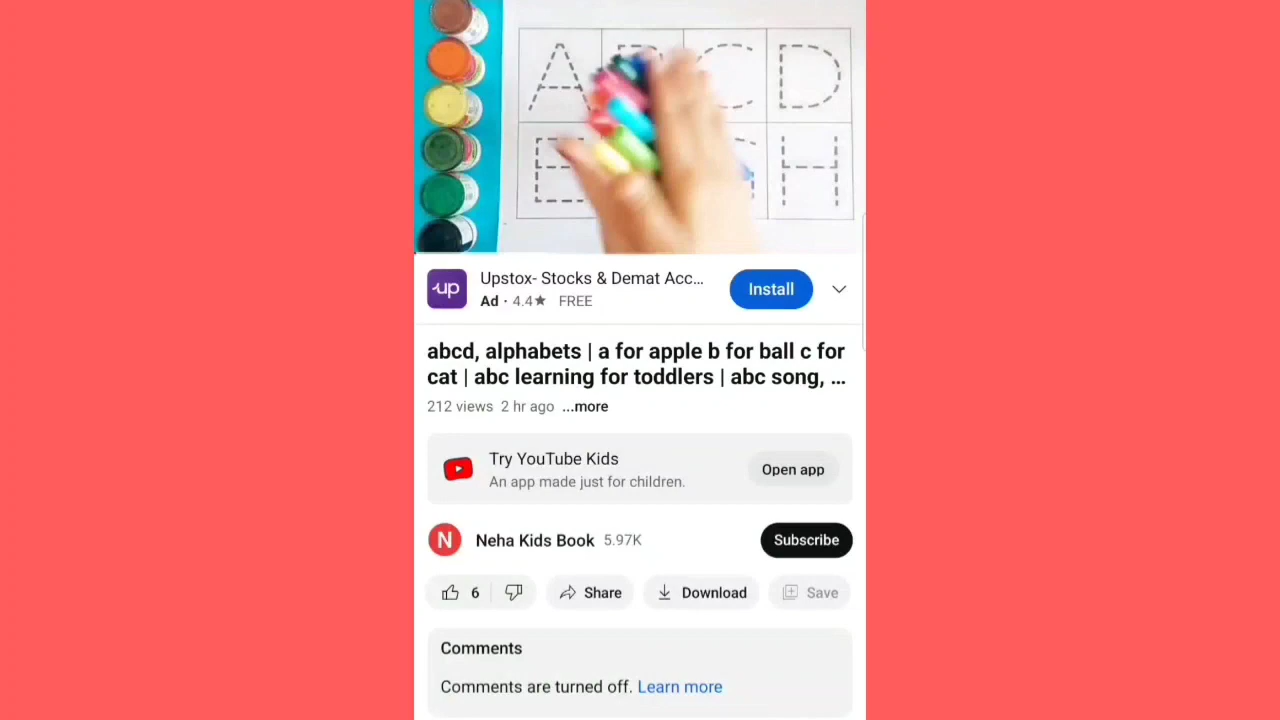 A B C D
E G H
up
Upstox- Stocks & Demat Acc...
Ad · 4.4★ FREE
Install
abcd, alphabets | a for apple b for ball c for
cat | abc learning for toddlers | abc song, ...
212 views 2 hr ago ...more
Try YouTube Kids
An app made just for children.
Open app
N
Neha Kids Book 5.97K
Subscribe
6
Share
Download
Save
Comments
Comments are turned off. Learn more